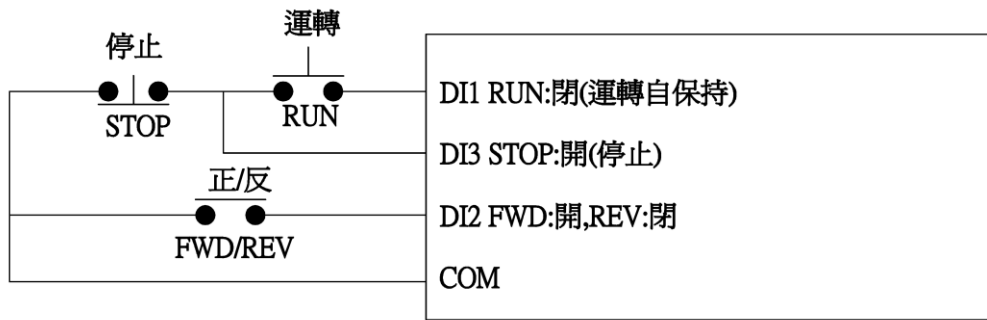 運轉
停止
DI1 RUN:閉(運轉自保持)
RUN
STOP
DI3 STOP:開(停止)
正/反
DI2 FWD:開,REV:閉
FWD/REV
COM